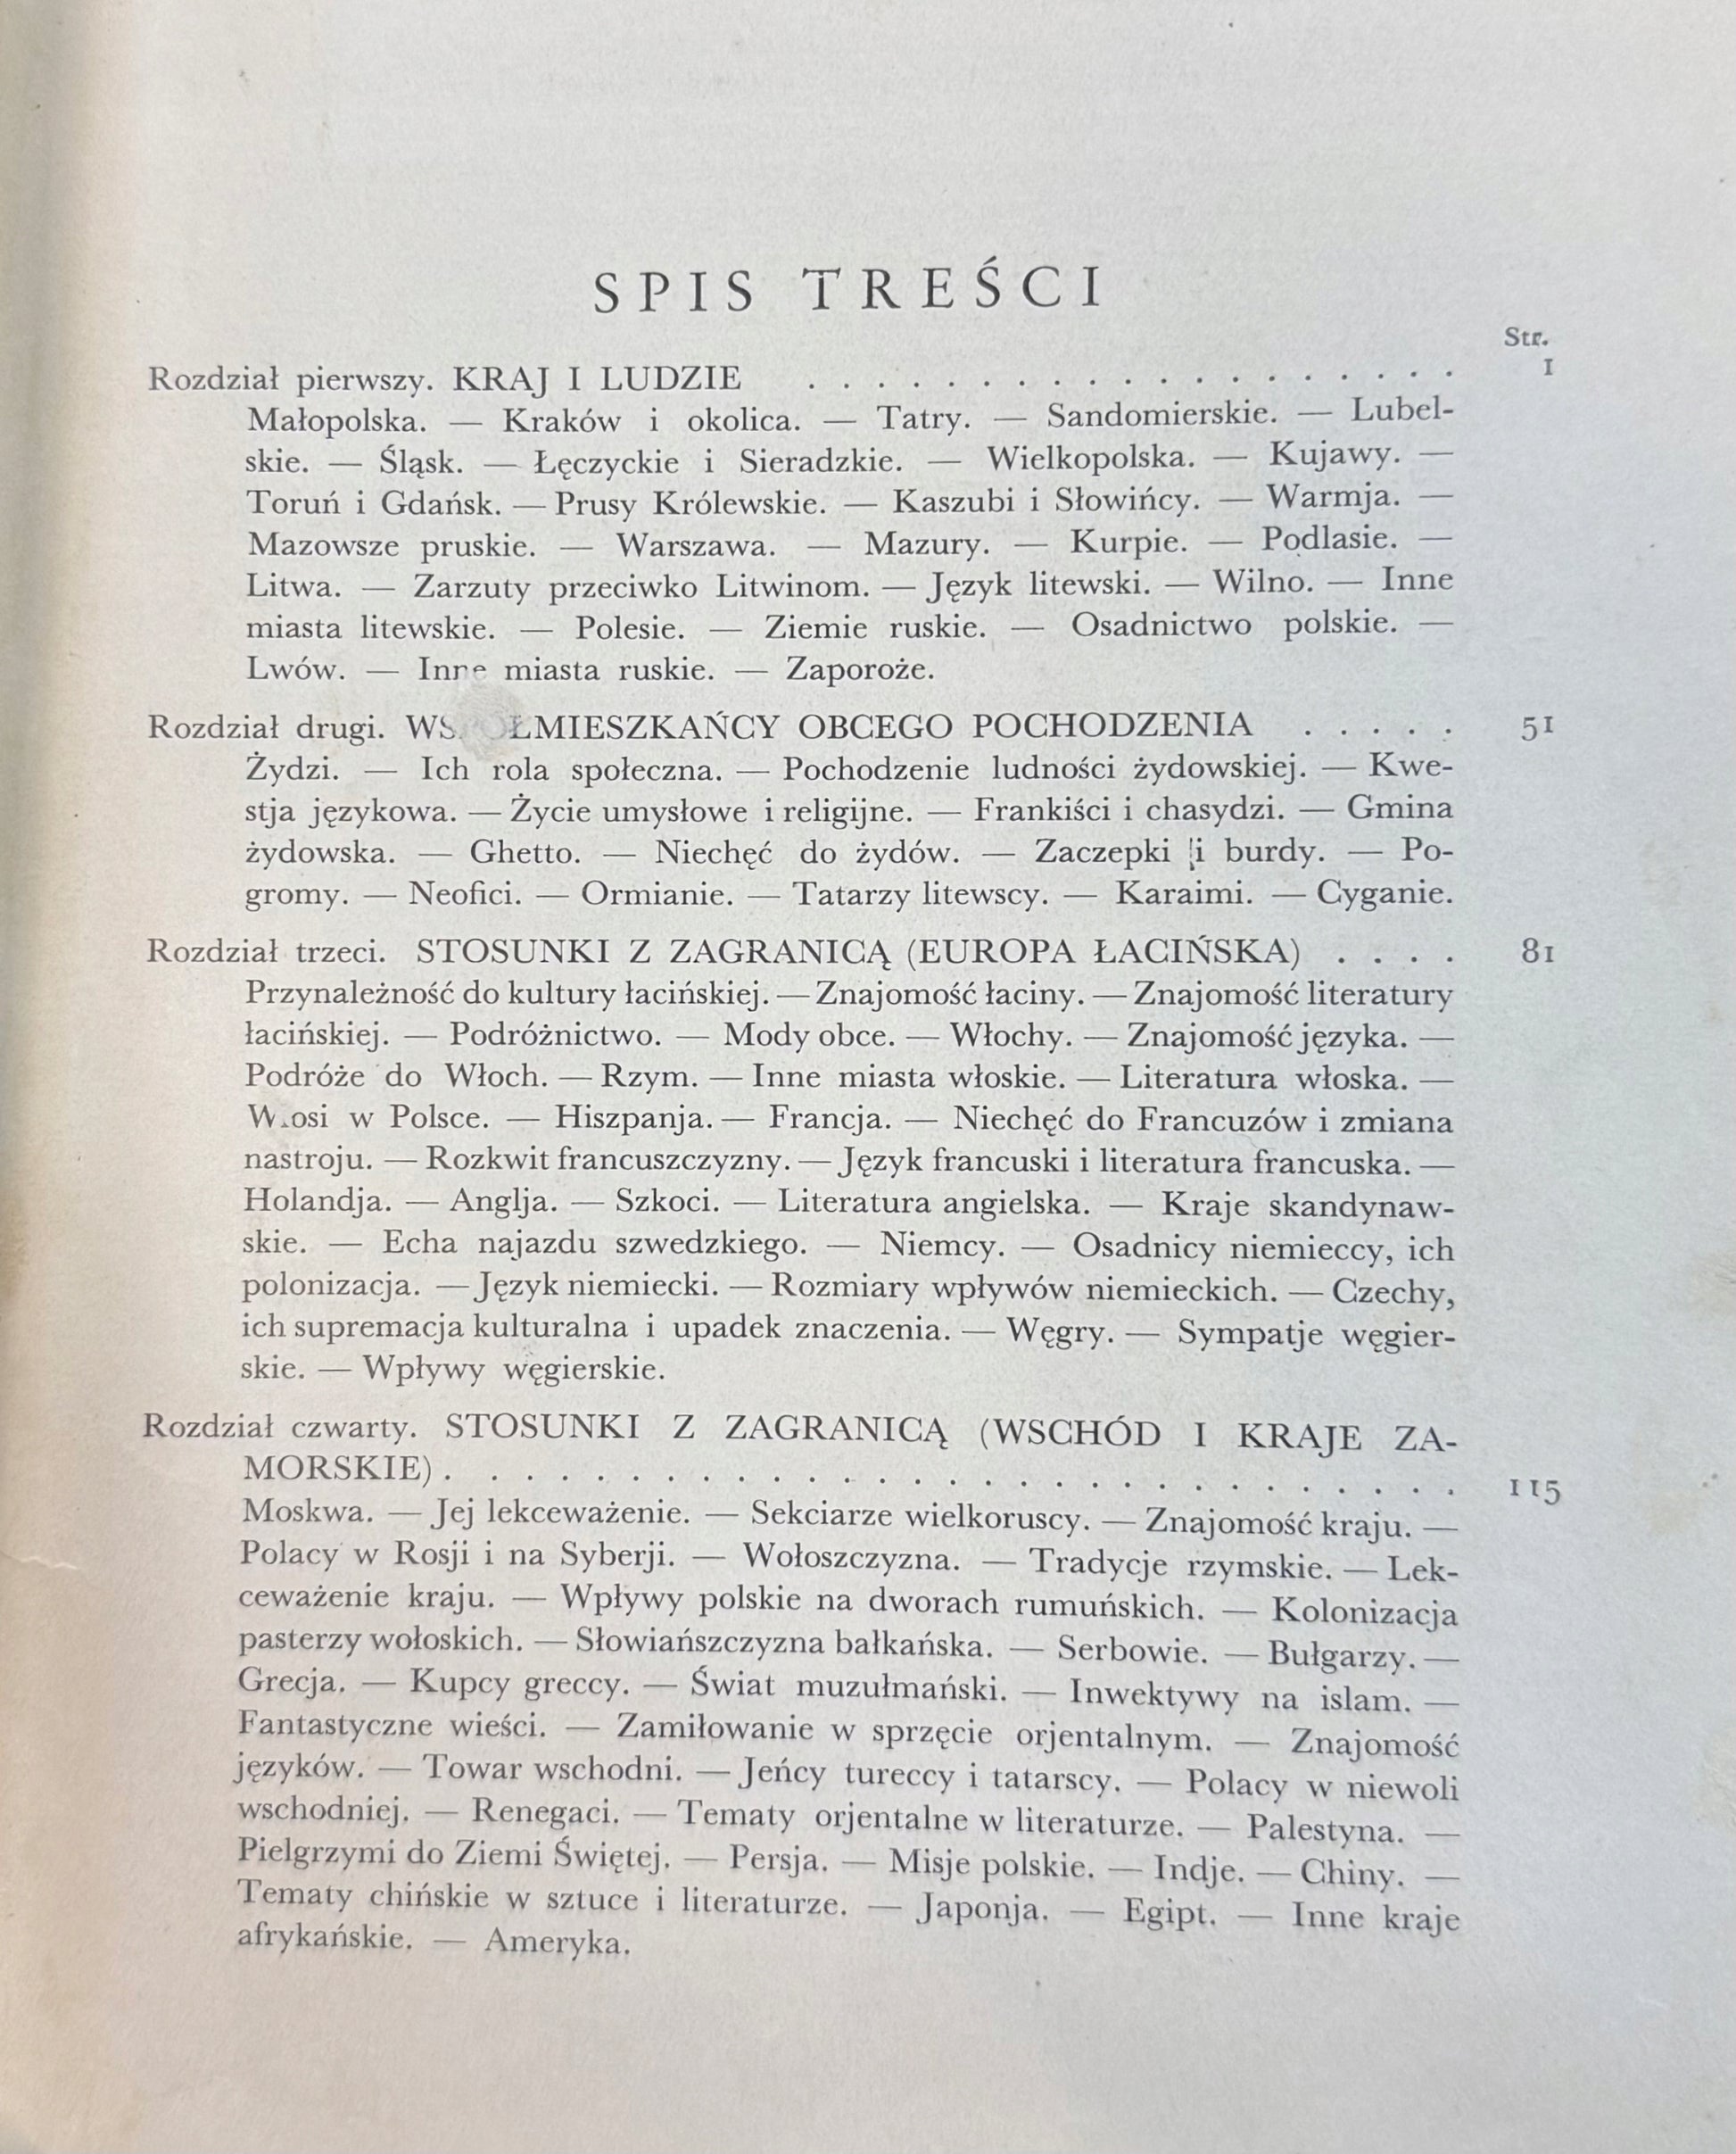 SPIS TREŚCI
Str.
Rozdział pierwszy. KRAJ I LUDZIE . . . . . . . . . . . . . . . . . . . 1
Małopolska. — Kraków i okolica. — Tatry. — Sandomierskie. — Lubel-
skie. — Śląsk. — Łęczyckie i Sieradzkie. — Wielkopolska. — Kujawy. —
Toruń i Gdańsk. — Prusy Królewskie. — Kaszubi i Słowińcy. — Warmja. —
Mazowsze pruskie. — Warszawa. — Mazury. — Kurpie. — Podlasie. —
Litwa. — Zarzuty przeciwko Litwinom. — Język litewski. — Wilno. — Inne
miasta litewskie. — Polesie. — Ziemie ruskie. — Osadnictwo polskie. —
Lwów. — Inne miasta ruskie. — Zaporoże.
Rozdział drugi. WSPÓŁMIESZKAŃCY OBCEGO POCHODZENIA . . . . . 51
Żydzi. — Ich rola społeczna. — Pochodzenie ludności żydowskiej. — Kwe-
stja językowa. — Życie umysłowe i religijne. — Frankiści i chasydzi. — Gmina
żydowska. — Ghetto. — Niechęć do żydów. — Zaczepki i burdy. — Po-
gromy. — Neofici. — Ormianie. — Tatarzy litewscy. — Karaimi. — Cyganie.
Rozdział trzeci. STOSUNKI Z ZAGRANICĄ (EUROPA ŁACIŃSKA) . . . . 81
Przynależność do kultury łacińskiej. — Znajomość łaciny. — Znajomość literatury
łacińskiej. — Podróżnictwo. — Mody obce. — Włochy. — Znajomość języka. —
Podróże do Włoch. — Rzym. — Inne miasta włoskie. — Literatura włoska. —
Włosi w Polsce. — Hiszpanja. — Francja. — Niechęć do Francuzów i zmiana
nastroju. — Rozkwit francuszczyzny. — Język francuski i literatura francuska. —
Holandja. — Anglja. — Szkoci. — Literatura angielska. — Kraje skandynaw-
skie. — Echa najazdu szwedzkiego. — Niemcy. — Osadnicy niemieccy, ich
polonizacja. — Język niemiecki. — Rozmiary wpływów niemieckich. — Czechy,
ich supremacja kulturalna i upadek znaczenia. — Węgry. — Sympatje węgier-
skie. — Wpływy węgierskie.
Rozdział czwarty. STOSUNKI Z ZAGRANICĄ (WSCHÓD I KRAJE ZA-
MORSKIE) . . . . . . . . . . . . . . . . . . . . . . . . . . . . 115
Moskwa. — Jej lekceważenie. — Sekciarze wielkoruscy. — Znajomość kraju. —
Polacy w Rosji i na Syberji. — Wołoszczyzna. — Tradycje rzymskie. — Lek-
ceważenie kraju. — Wpływy polskie na dworach rumuńskich. — Kolonizacja
pasterzy wołoskich. — Słowiańszczyzna bałkańska. — Serbowie. — Bułgarzy. —
Grecja. — Kupcy greccy. — Świat muzułmański. — Inwektywy na islam. —
Fantastyczne wieści. — Zamiłowanie w sprzęcie orjentalnym. — Znajomość
języków. — Towar wschodni. — Jeńcy tureccy i tatarscy. — Polacy w niewoli
wschodniej. — Renegaci. — Tematy orjentalne w literaturze. — Palestyna. —
Pielgrzymi do Ziemi Świętej. — Persja. — Misje polskie. — Indje. — Chiny. —
Tematy chińskie w sztuce i literaturze. — Japonja. — Egipt. — Inne kraje
afrykańskie. — Ameryka.